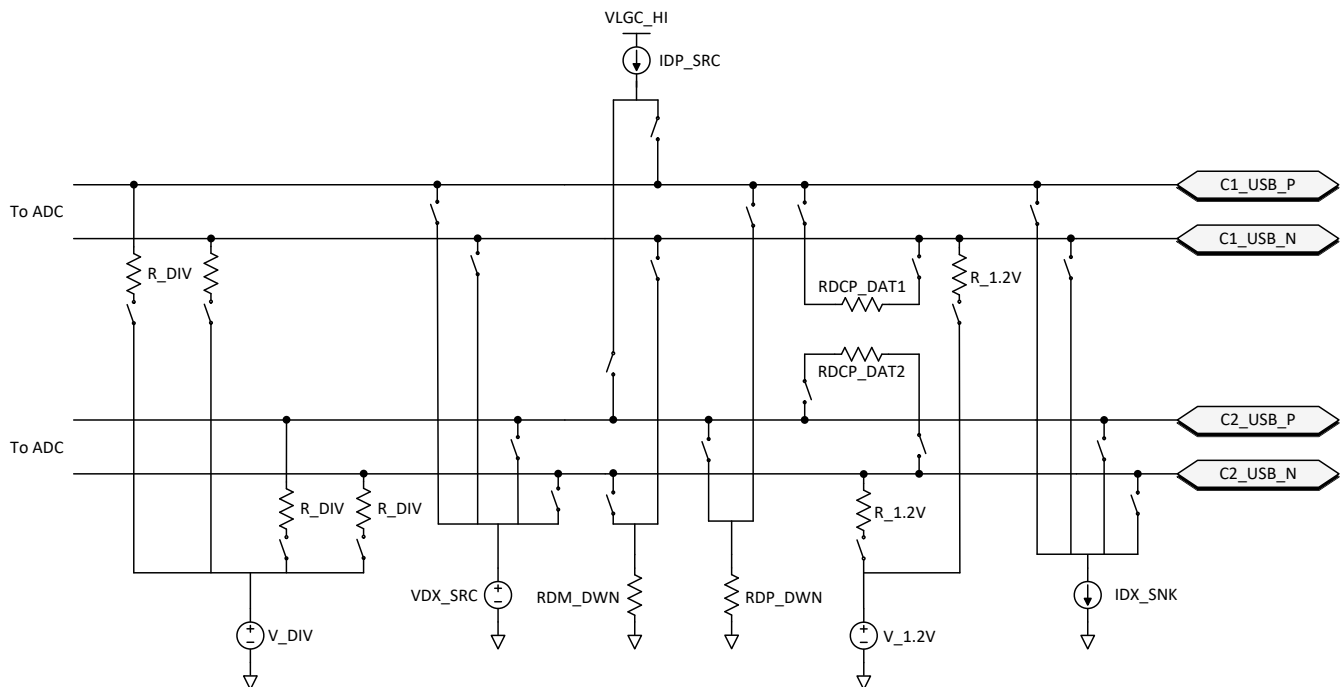 VLGC_HI
IDP_SRC
C1_USB_P
To ADC
C1_USB_N
R_DIV
R_1.2V
RDCP_DAT1
RDCP_DAT2
C2_USB_P
To ADC
C2_USB_N
R_DIV
R_DIV
R_1.2V
VDX_SRC
RDM_DWN
RDP_DWN
IDX_SNK
V_DIV
V_1.2V